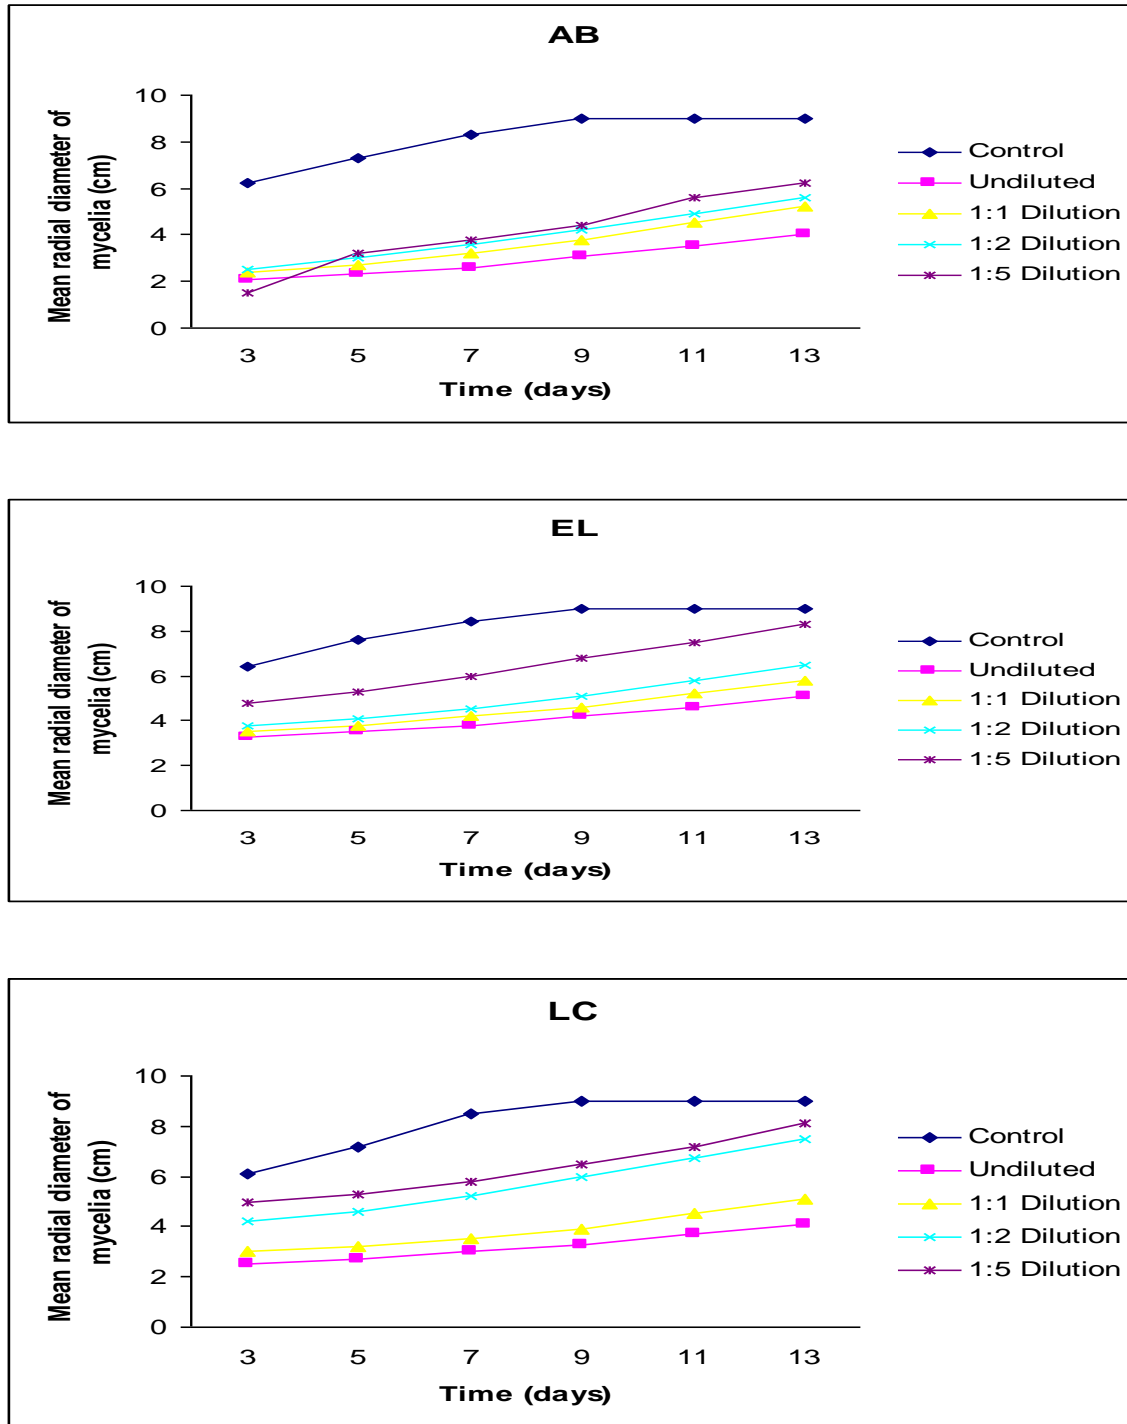 AB
Mean radial diameter of
mycelia (cm)
10
8
6
4
2
0
3 5 7 9 11 13
Time (days)
Control
Undiluted
1:1 Dilution
1:2 Dilution
1:5 Dilution
EL
Mean radial diameter of
mycelia (cm)
10
8
6
4
2
0
3 5 7 9 11 13
Time (days)
Control
Undiluted
1:1 Dilution
1:2 Dilution
1:5 Dilution
LC
Mean radial diameter of
mycelia (cm)
10
8
6
4
2
0
3 5 7 9 11 13
Time (days)
Control
Undiluted
1:1 Dilution
1:2 Dilution
1:5 Dilution